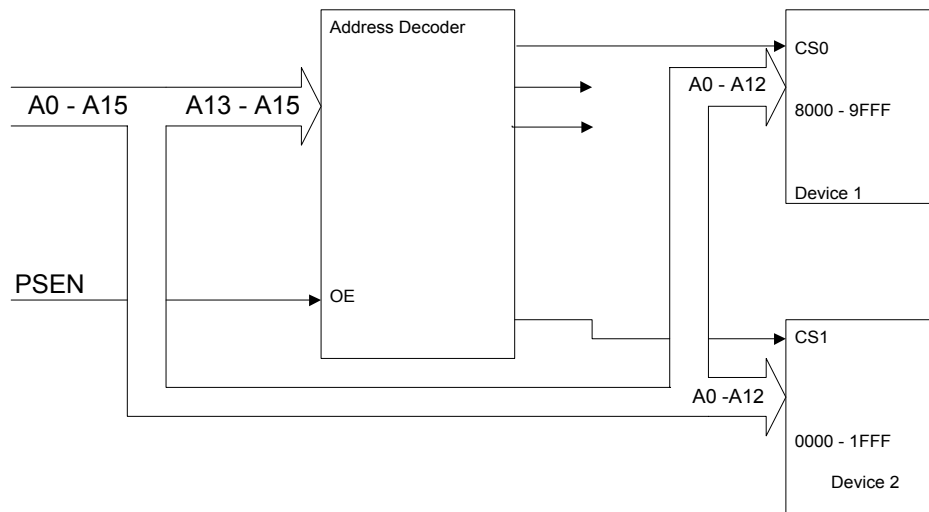 Address Decoder
CS0
A0 - A15
A13 - A15
A0 - A12
8000 - 9FFF
Device 1
PSEN
OE
CS1
A0 -A12
0000 - 1FFF
Device 2